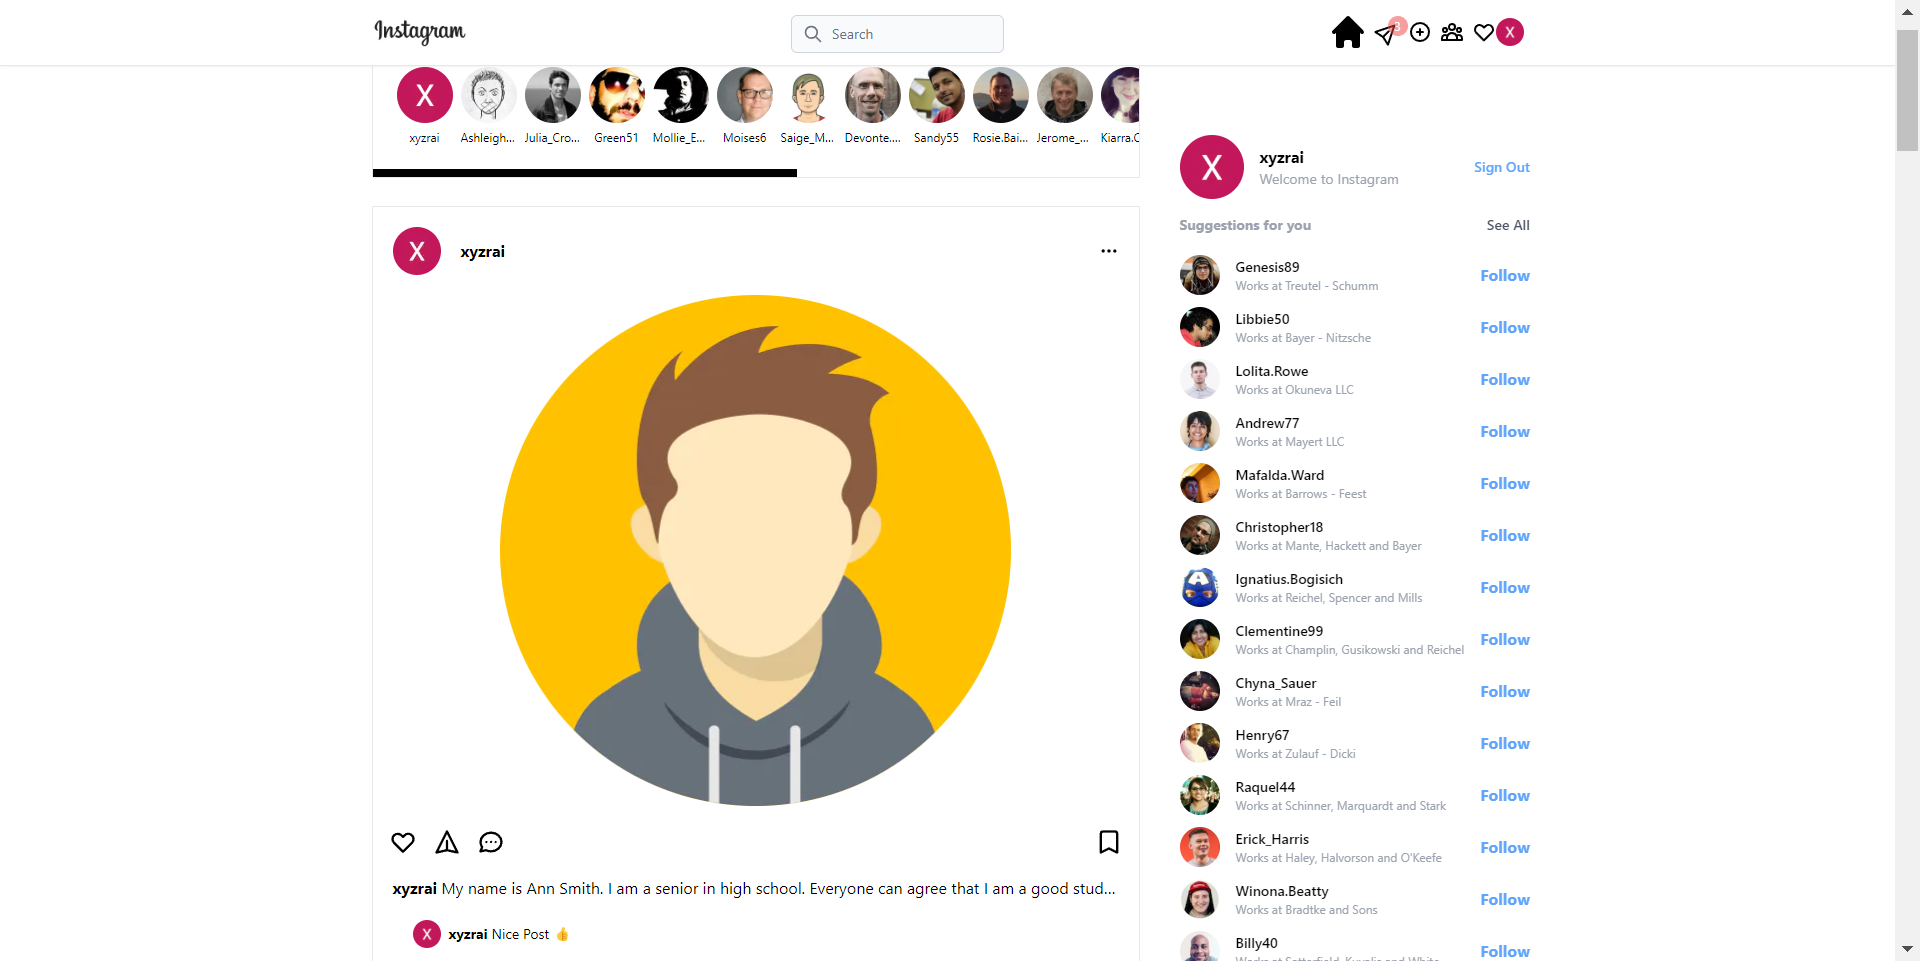 Instagram
Search
3
X
X
xyzrai
Ashleigh...
Julia_Cro...
Green51
Mollie_E...
Moises6
Saige_M...
Devonte....
Sandy55
Rosie.Bai...
Jerome_...
Kiarra.C
X
xyzrai
Welcome to Instagram
Sign Out
X
xyzrai
Suggestions for you
See All
Genesis89
Works at Treutel - Schumm
Follow
Libbie50
Works at Bayer - Nitzsche
Follow
Lolita.Rowe
Works at Okuneva LLC
Follow
Andrew77
Works at Mayert LLC
Follow
Mafalda.Ward
Works at Barrows - Feest
Follow
Christopher18
Works at Mante, Hackett and Bayer
Follow
Ignatius.Bogisich
Works at Reichel, Spencer and Mills
Follow
Clementine99
Works at Champlin, Gusikowski and Reichel
Follow
Chyna_Sauer
Works at Mraz - Feil
Follow
Henry67
Works at Zulauf - Dicki
Follow
Raquel44
Works at Schinner, Marquardt and Stark
Follow
Erick_Harris
Works at Haley, Halvorson and O'Keefe
Follow
Winona.Beatty
Works at Bradtke and Sons
Follow
Billy40
Works at Satterfield, Kuvalis and White
Follow
xyzrai My name is Ann Smith. I am a senior in high school. Everyone can agree that I am a good stud...
X
xyzrai Nice Post 👍